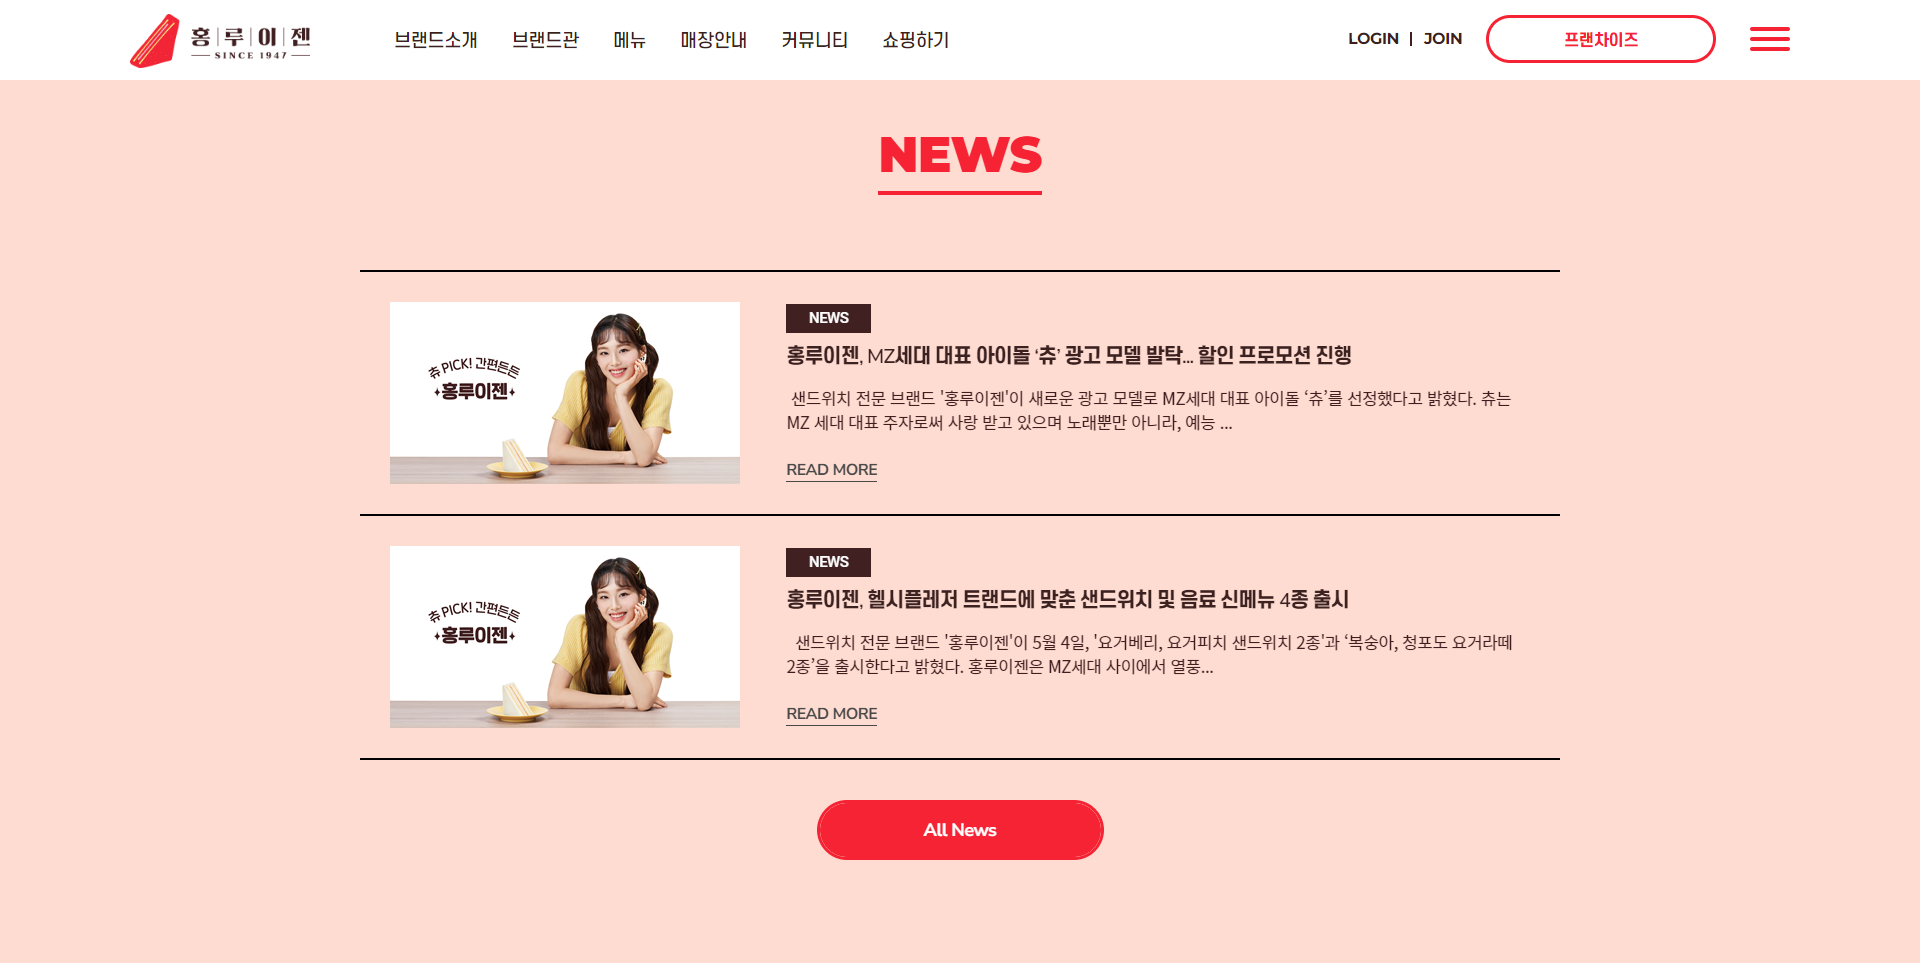 홍루이젠
SINCE 1947
브랜드소개 브랜드관 메뉴 매장안내 커뮤니티 쇼핑하기
LOGIN | JOIN
프랜차이즈
NEWS
츄 PICK! 간편든든
홍루이젠
NEWS
홍루이젠, MZ세대 대표 아이돌 ‘츄’ 광고 모델 발탁... 할인 프로모션 진행
샌드위치 전문 브랜드 '홍루이젠'이 새로운 광고 모델로 MZ세대 대표 아이돌 ‘츄’를 선정했다고 밝혔다. 츄는
MZ 세대 대표 주자로써 사랑 받고 있으며 노래뿐만 아니라, 예능 ...
READ MORE
츄 PICK! 간편든든
홍루이젠
NEWS
홍루이젠, 헬시플레저 트랜드에 맞춘 샌드위치 및 음료 신메뉴 4종 출시
샌드위치 전문 브랜드 '홍루이젠'이 5월 4일, '요거베리, 요거피치 샌드위치 2종'과 ‘복숭아, 청포도 요거라떼
2종’을 출시한다고 밝혔다. 홍루이젠은 MZ세대 사이에서 열풍...
READ MORE
All News